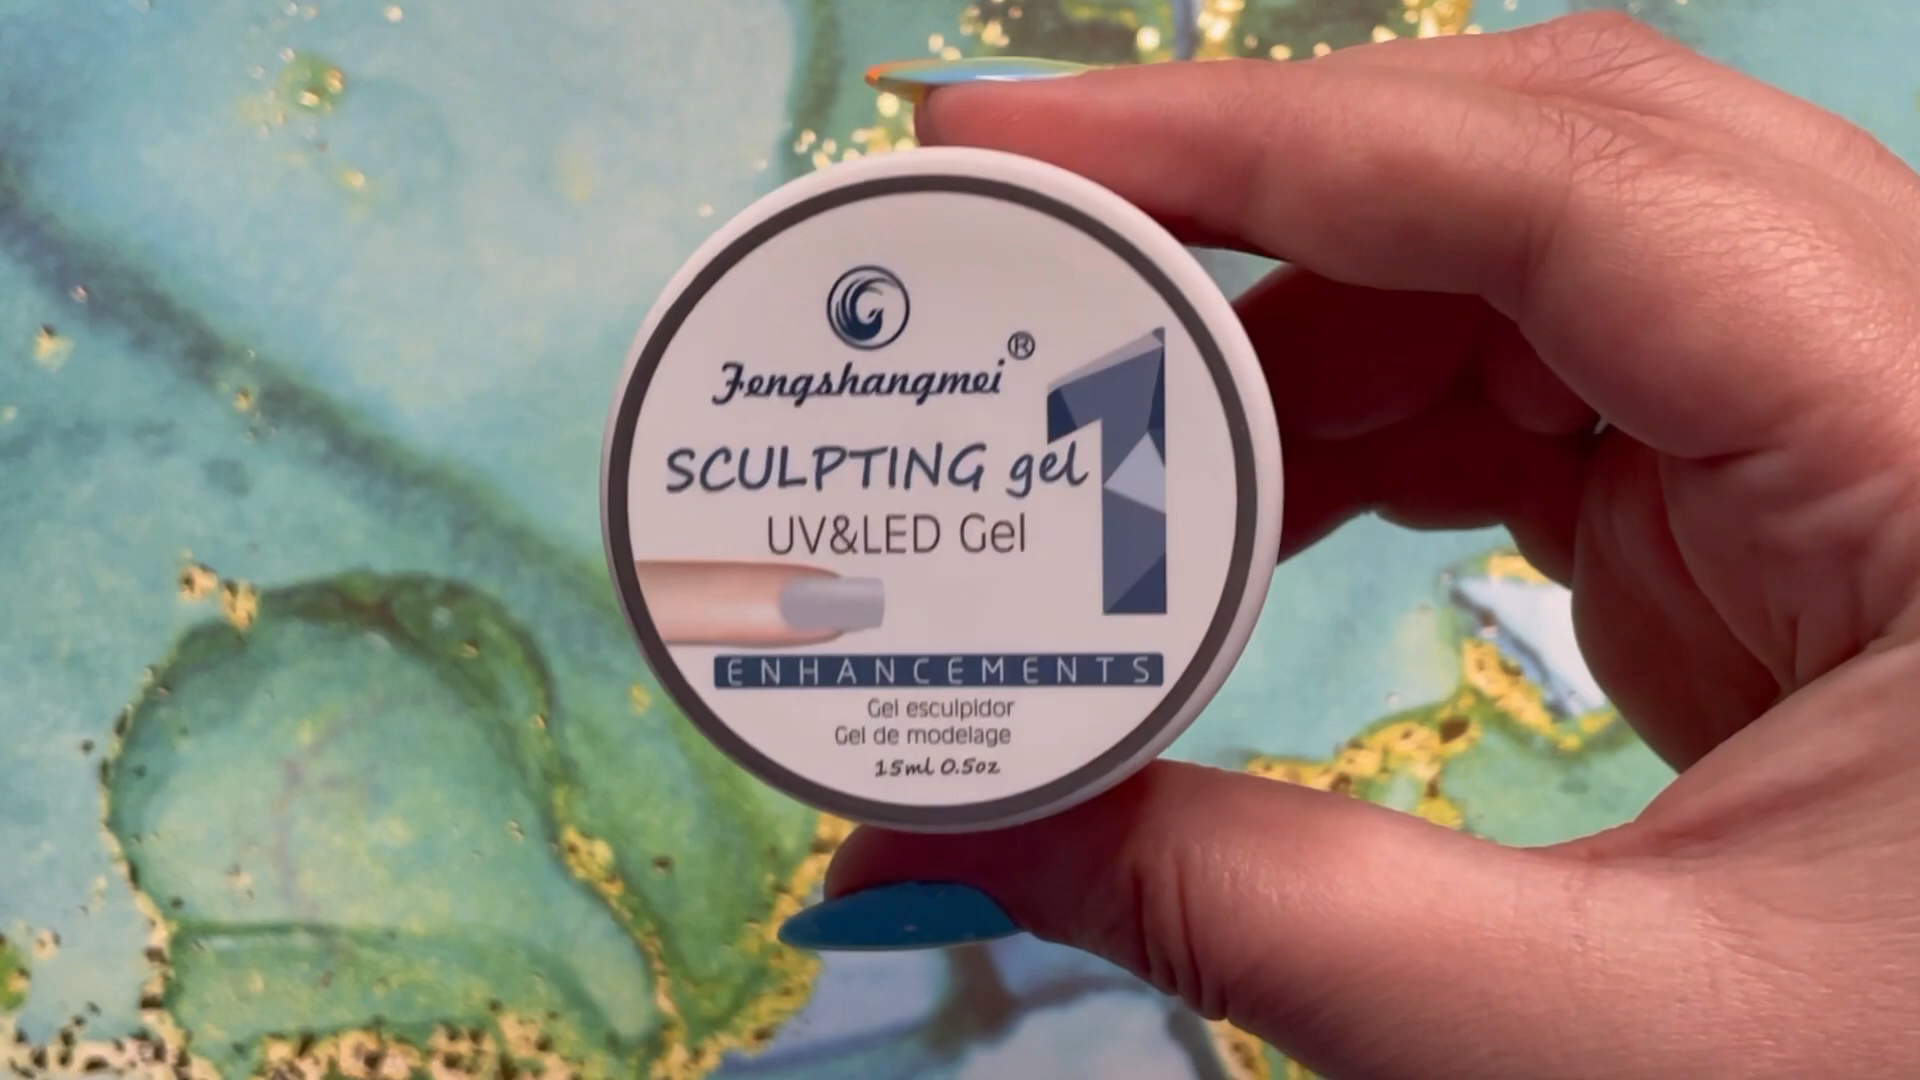 Fengshangmei®
SCULPTING gel
1
UV&LED Gel
ENHANCEMENTS
Gel esculpidor
Gel de modelage
15ml 0.5oz